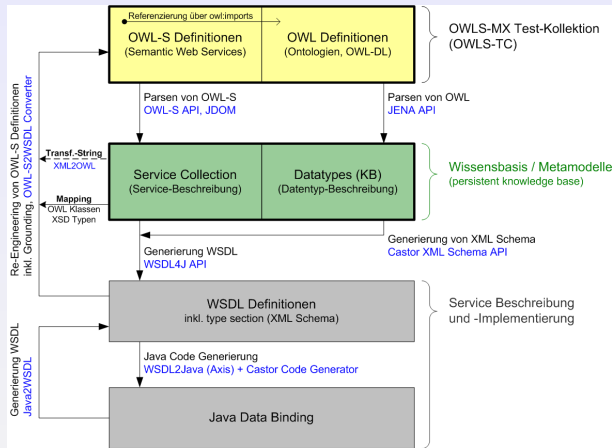 Referenzierung über owl:imports
OWL-S Definitionen
(Semantic Web Services)
OWL Definitionen
(Ontologien, OWL-DL)
OWLS-MX Test-Kollektion
(OWLS-TC)
Parsen von OWL-S
OWL-S API, JDOM
Parsen von OWL
JENA API
Transf.-String
XML2OWL
Mapping
OWL Klassen
XSD Typen
Service Collection
(Service-Beschreibung)
Datatypes (KB)
(Datentyp-Beschreibung)
Wissensbasis / Metamodelle
(persistent knowledge base)
Re-Engineering von OWL-S Definitionen
inkl. Grounding, OWL-S2WSDL Converter
Generierung WSDL
WSDL4J API
Generierung von XML Schema
Castor XML Schema API
WSDL Definitionen
inkl. type section (XML Schema)
Service Beschreibung
und -Implementierung
Generierung WSDL
Java2WSDL
Java Code Generierung
WSDL2Java (Axis) + Castor Code Generator
Java Data Binding